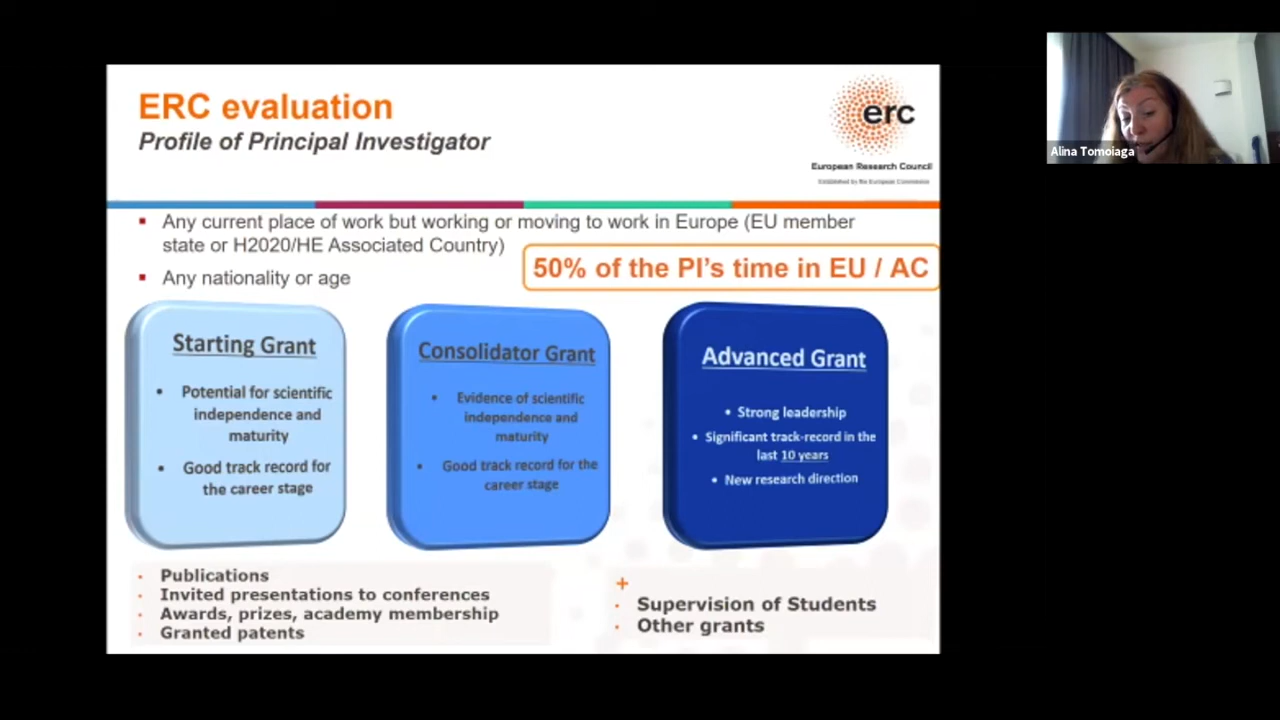 ERC evaluation
Profile of Principal Investigator
erc
European Research Council
Established by the European Commission
Alina Tomoiaga
▪ Any current place of work but working or moving to work in Europe (EU member
state or H2020/HE Associated Country)
50% of the PI's time in EU / AC
▪ Any nationality or age
Starting Grant
• Potential for scientific
independence and
maturity
• Good track record for
the career stage
Consolidator Grant
• Evidence of scientific
independence and
maturity
• Good track record for the
career stage
Advanced Grant
• Strong leadership
• Significant track-record in the
last 10 years
• New research direction
· Publications
· Invited presentations to conferences
· Awards, prizes, academy membership
· Granted patents
+
· Supervision of Students
· Other grants